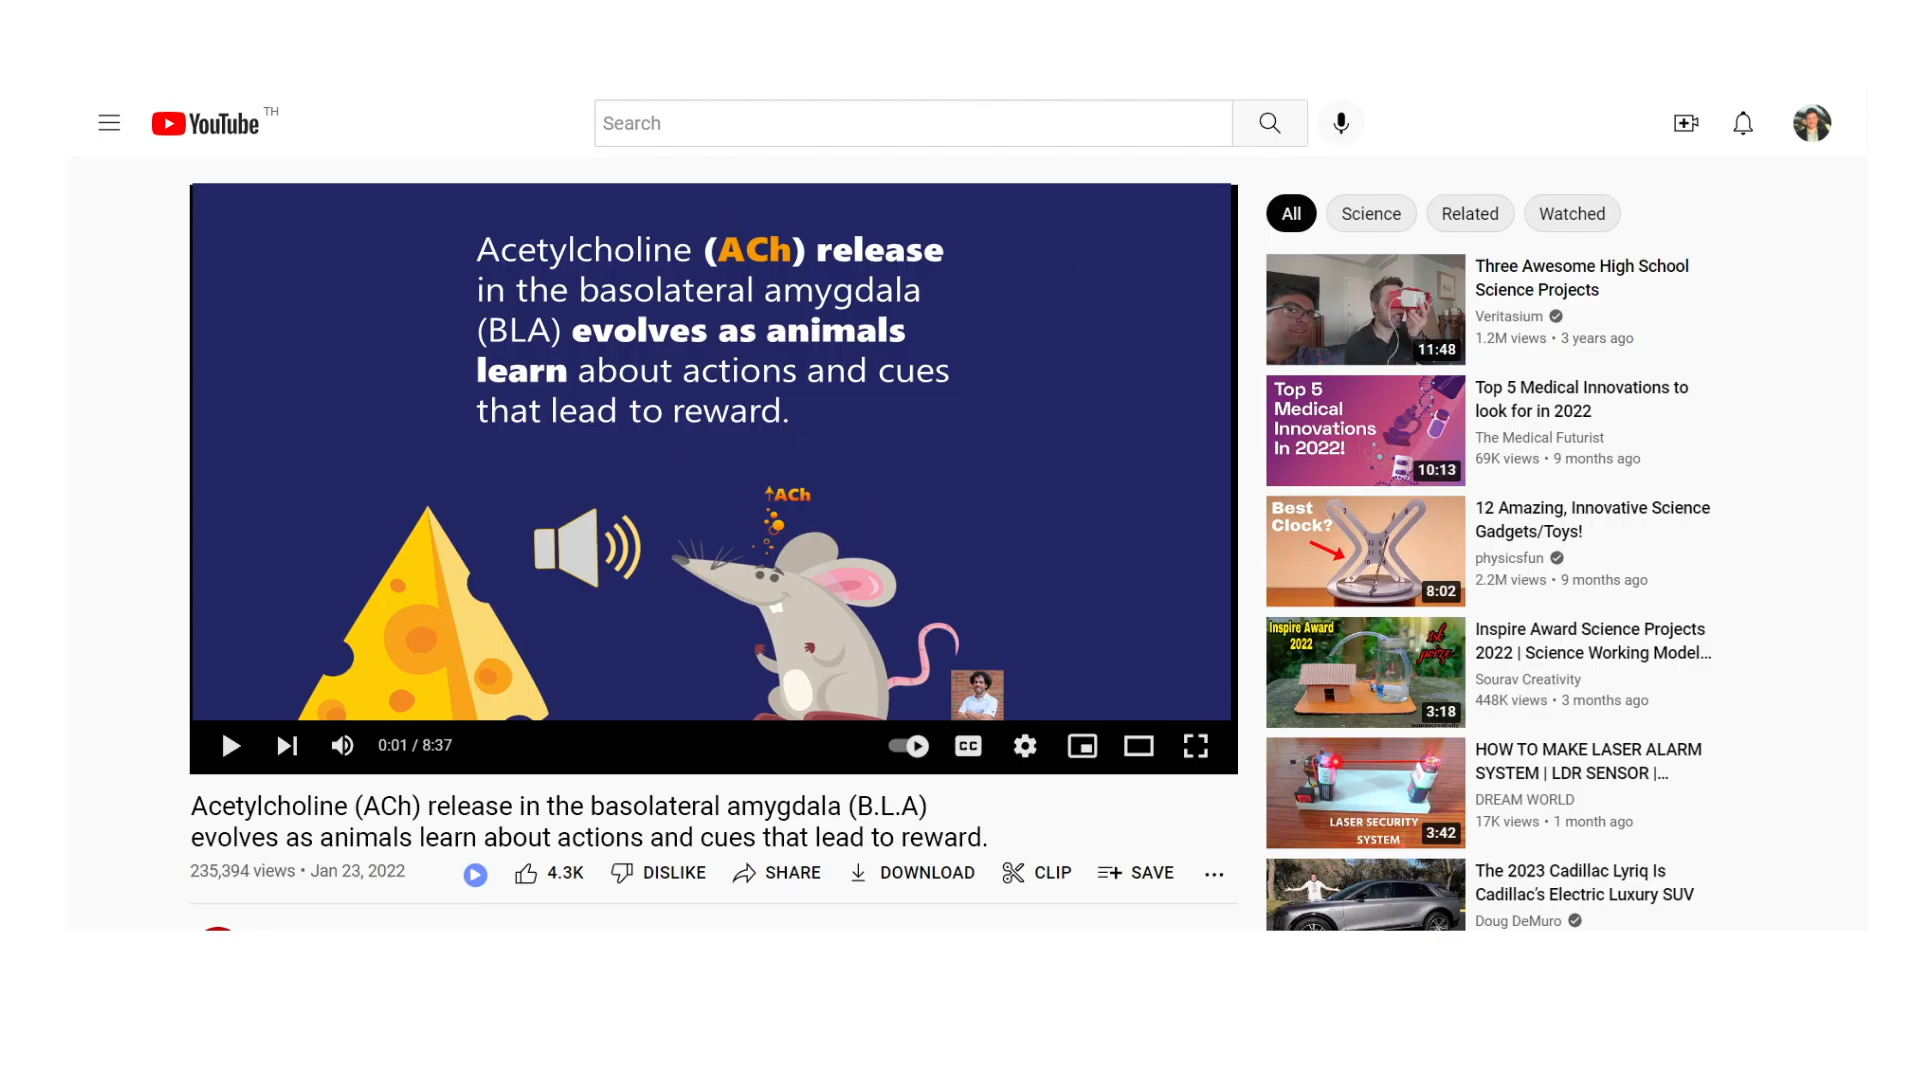 YouTube TH
Search
All
Science
Related
Watched
Acetylcholine (ACh) release
in the basolateral amygdala
(BLA) evolves as animals
learn about actions and cues
that lead to reward.
↑ACh
0:01 / 8:37
CC
Acetylcholine (ACh) release in the basolateral amygdala (B.L.A)
evolves as animals learn about actions and cues that lead to reward.
235,394 views • Jan 23, 2022
4.3K
DISLIKE
SHARE
DOWNLOAD
CLIP
SAVE
11:48
Three Awesome High School
Science Projects
Veritasium
1.2M views • 3 years ago
Top 5
Medical
Innovations
In 2022!
10:13
Top 5 Medical Innovations to
look for in 2022
The Medical Futurist
69K views • 9 months ago
Best
Clock?
8:02
12 Amazing, Innovative Science
Gadgets/Toys!
physicsfun
2.2M views • 9 months ago
Inspire Award
2022
1st
prize
3:18
Inspire Award Science Projects
2022 | Science Working Model...
Sourav Creativity
448K views • 3 months ago
LASER SECURITY
SYSTEM
3:42
HOW TO MAKE LASER ALARM
SYSTEM | LDR SENSOR |...
DREAM WORLD
17K views • 1 month ago
The 2023 Cadillac Lyriq Is
Cadillac's Electric Luxury SUV
Doug DeMuro